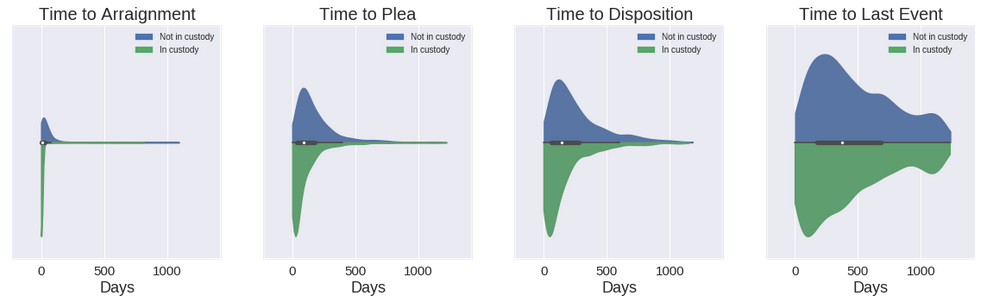 Time to Arraignment
Not in custody
In custody
0 500 1000
Days
Time to Plea
Not in custody
In custody
0 500 1000
Days
Time to Disposition
Not in custody
In custody
0 500 1000
Days
Time to Last Event
Not in custody
In custody
0 500 1000
Days